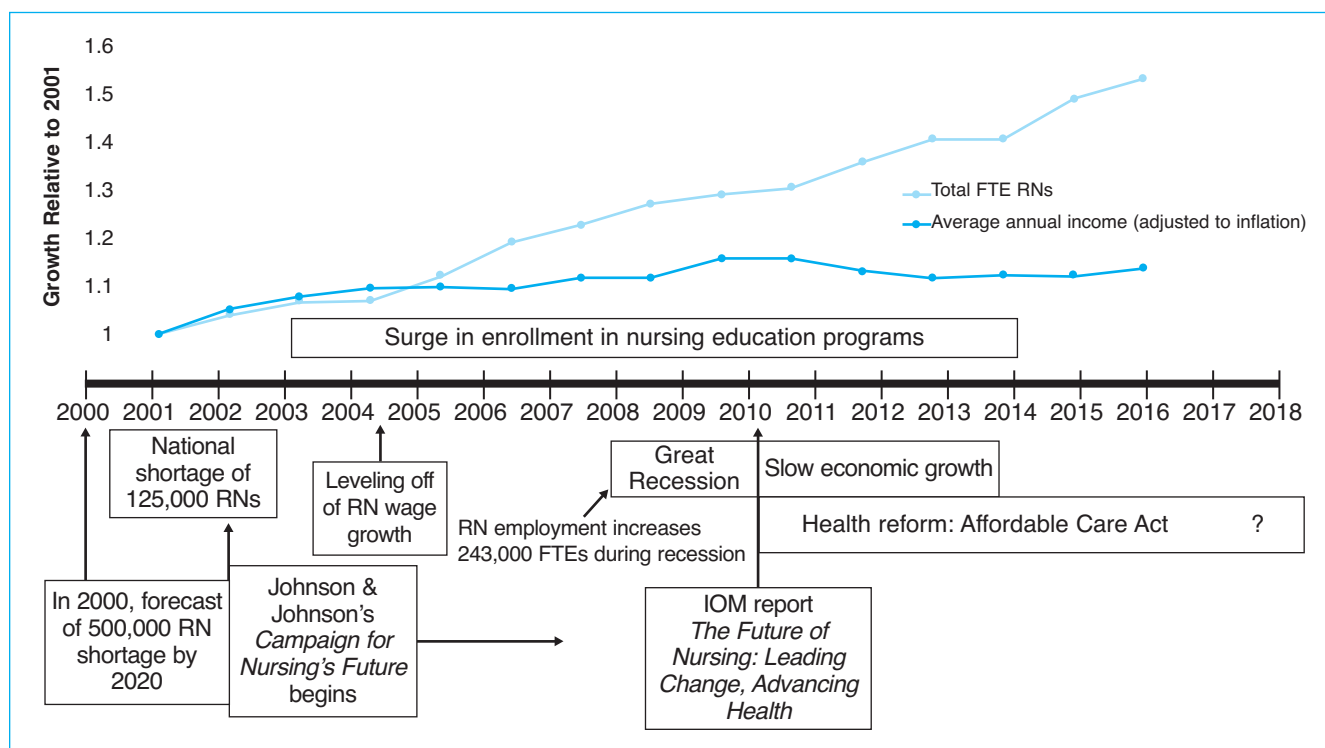 Growth Relative to 2001
1.6
1.5
1.4
1.3
1.2
1.1
1
Total FTE RNs
Average annual income (adjusted to inflation)
Surge in enrollment in nursing education programs
2000 2001 2002 2003 2004 2005 2006 2007 2008 2009 2010 2011 2012 2013 2014 2015 2016 2017 2018
National
shortage of
125,000 RNs
Leveling off
of RN wage
growth
Great
Recession
Slow economic growth
RN employment increases
243,000 FTEs during recession
Health reform: Affordable Care Act ?
In 2000, forecast
of 500,000 RN
shortage by
2020
Johnson &
Johnson’s
Campaign for
Nursing’s Future
begins
IOM report
The Future of
Nursing: Leading
Change, Advancing
Health